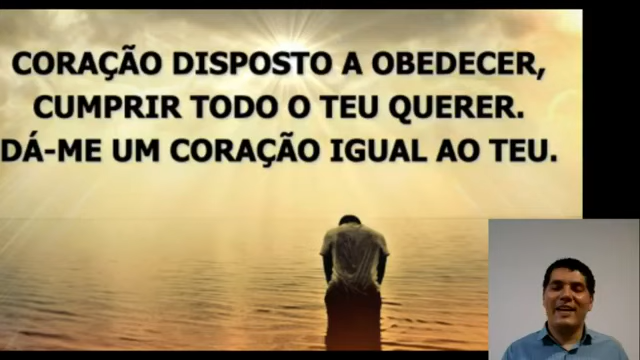 CORAÇÃO DISPOSTO A OBEDECER,
CUMPRIR TODO O TEU QUERER.
DÁ-ME UM CORAÇÃO IGUAL AO TEU.